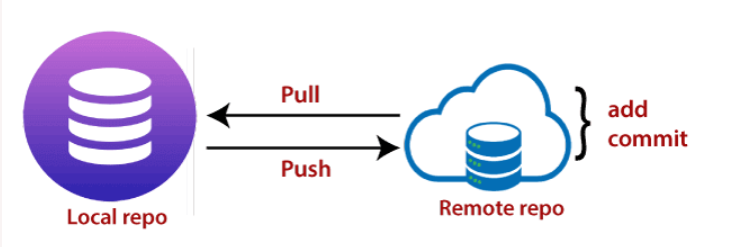 Pull
Push
add
commit
Local repo
Remote repo